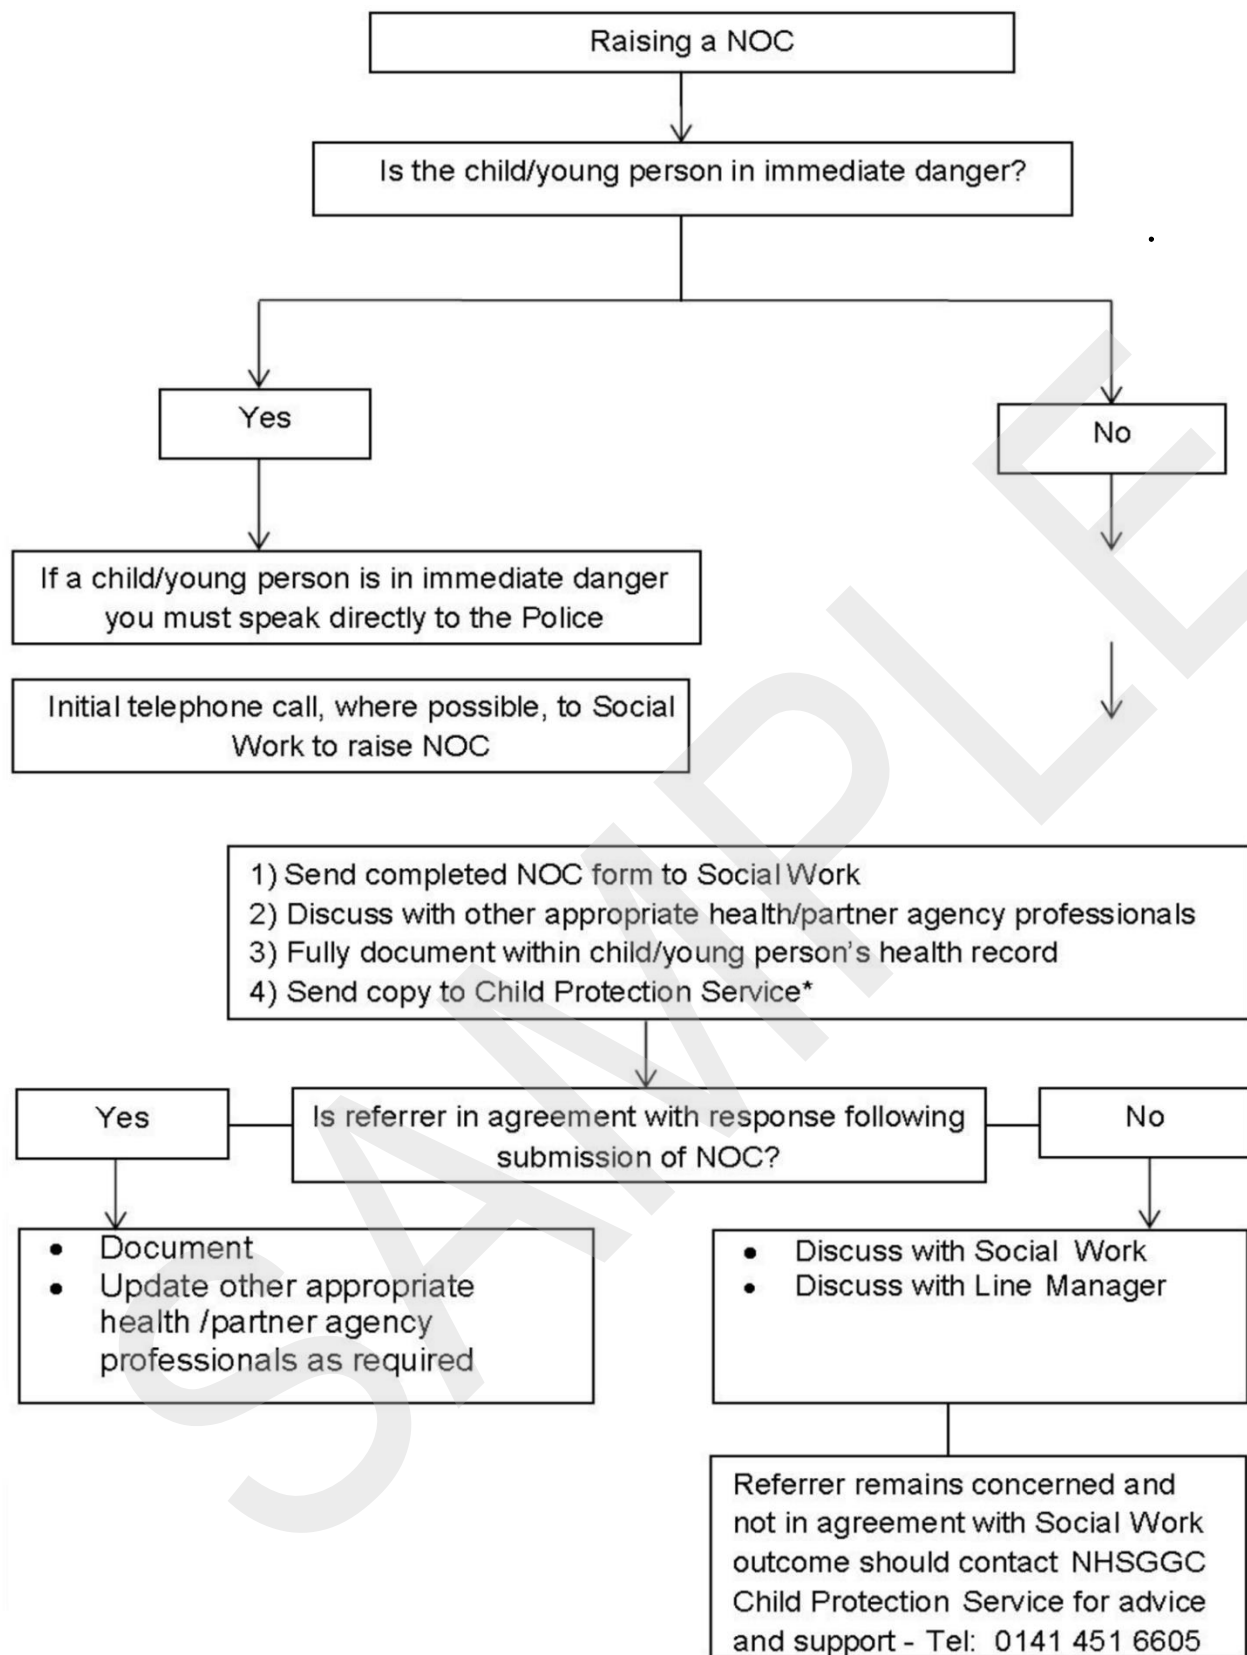 Raising a NOC
Is the child/young person in immediate danger?
Yes
No
If a child/young person is in immediate danger
you must speak directly to the Police
Initial telephone call, where possible, to Social
Work to raise NOC
1) Send completed NOC form to Social Work
2) Discuss with other appropriate health/partner agency professionals
3) Fully document within child/young person's health record
4) Send copy to Child Protection Service*
Yes
Is referrer in agreement with response following
submission of NOC?
No
• Document
• Update other appropriate
health /partner agency
professionals as required
• Discuss with Social Work
• Discuss with Line Manager
Referrer remains concerned and
not in agreement with Social Work
outcome should contact NHSGGC
Child Protection Service for advice
and support - Tel: 0141 451 6605
SAMPLE